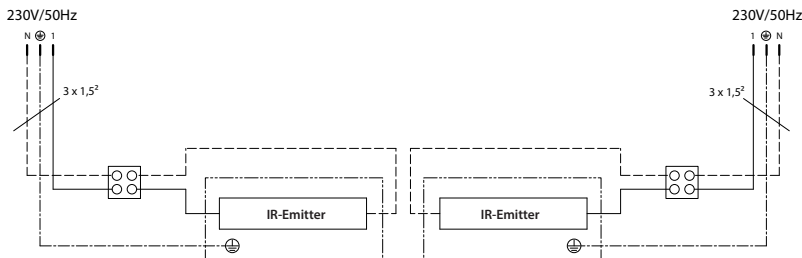 230V/50Hz
230V/50Hz
N 1
1 N
3 x 1,5²
3 x 1,5²
IR-Emitter
IR-Emitter